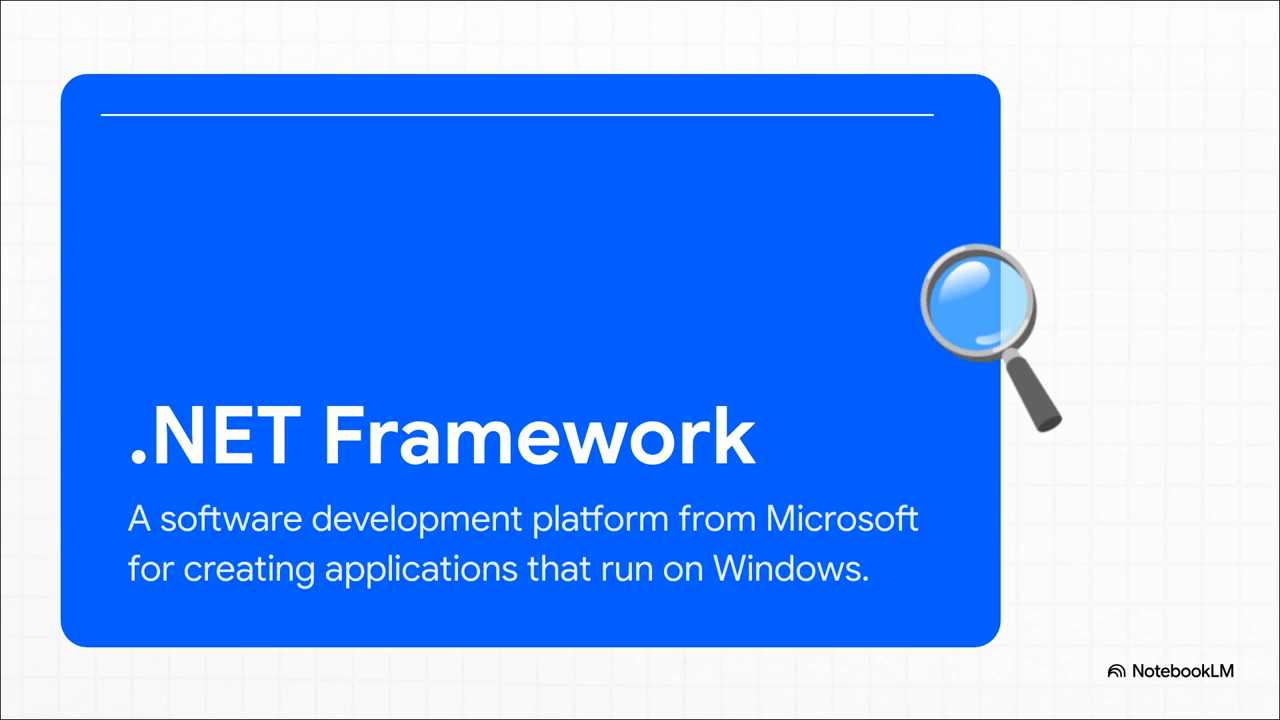 .NET Framework
A software development platform from Microsoft
for creating applications that run on Windows.
NotebookLM